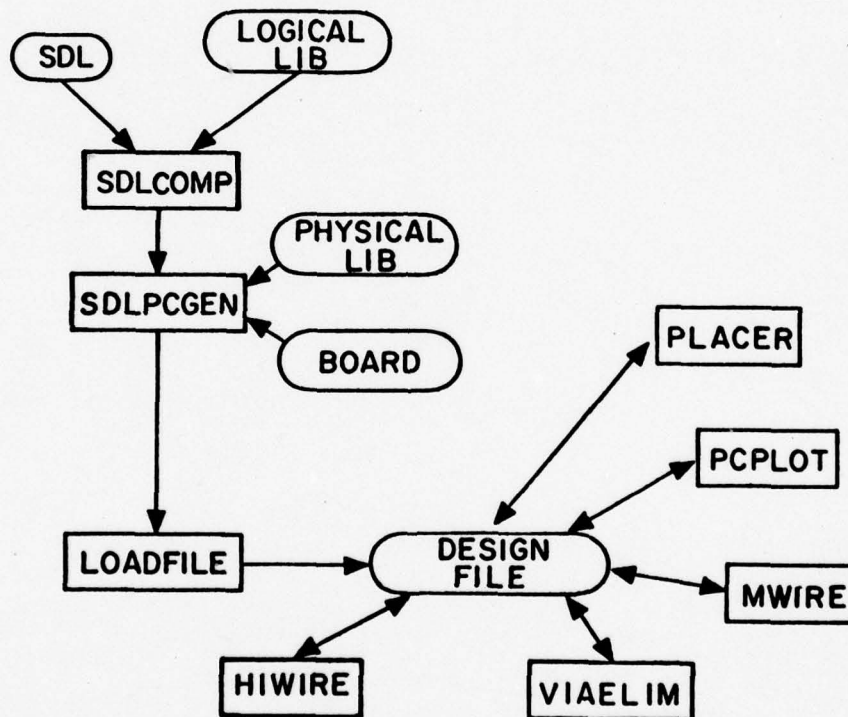 SDL
LOGICAL
LIB
SDLCOMP
PHYSICAL
LIB
SDLPCGEN
BOARD
PLACER
PCPLOT
LOADFILE
DESIGN
FILE
MWIRE
HIWIRE
VIAELIM